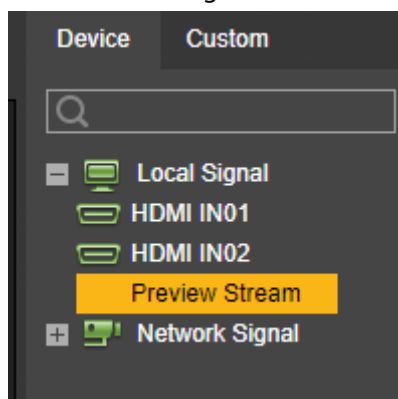 Device Custom
Local Signal
HDMI IN01
HDMI IN02
Preview Stream
Network Signal